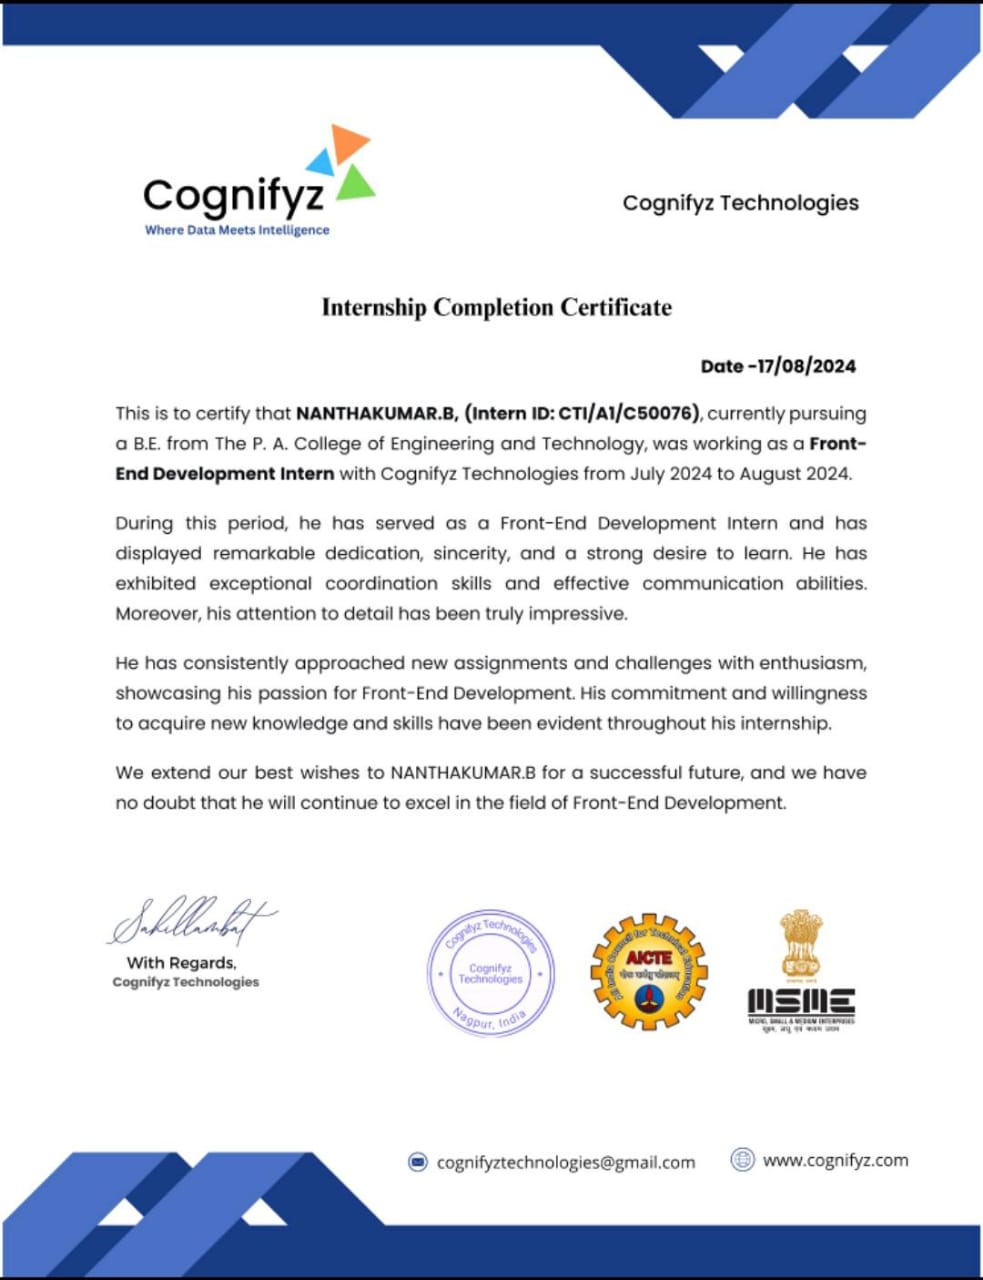 Cognifyz
Where Data Meets Intelligence
Cognifyz Technologies
Internship Completion Certificate
Date -17/08/2024
This is to certify that NANTHAKUMAR.B, (Intern ID: CTI/A1/C50076), currently pursuing
a B.E. from The P. A. College of Engineering and Technology, was working as a Front-
End Development Intern with Cognifyz Technologies from July 2024 to August 2024.
During this period, he has served as a Front-End Development Intern and has
displayed remarkable dedication, sincerity, and a strong desire to learn. He has
exhibited exceptional coordination skills and effective communication abilities.
Moreover, his attention to detail has been truly impressive.
He has consistently approached new assignments and challenges with enthusiasm,
showcasing his passion for Front-End Development. His commitment and willingness
to acquire new knowledge and skills have been evident throughout his internship.
We extend our best wishes to NANTHAKUMAR.B for a successful future, and we have
no doubt that he will continue to excel in the field of Front-End Development.
With Regards,
Cognifyz Technologies
Cognifyz Technologies
Cognifyz
Technologies
Nagpur, India
All India Council for Technical Education
AICTE
MSME
MICRO, SMALL & MEDIUM ENTERPRISES
सूक्ष्म, लघु एवं मध्यम उद्यम
cognifyztechnologies@gmail.com
www.cognifyz.com